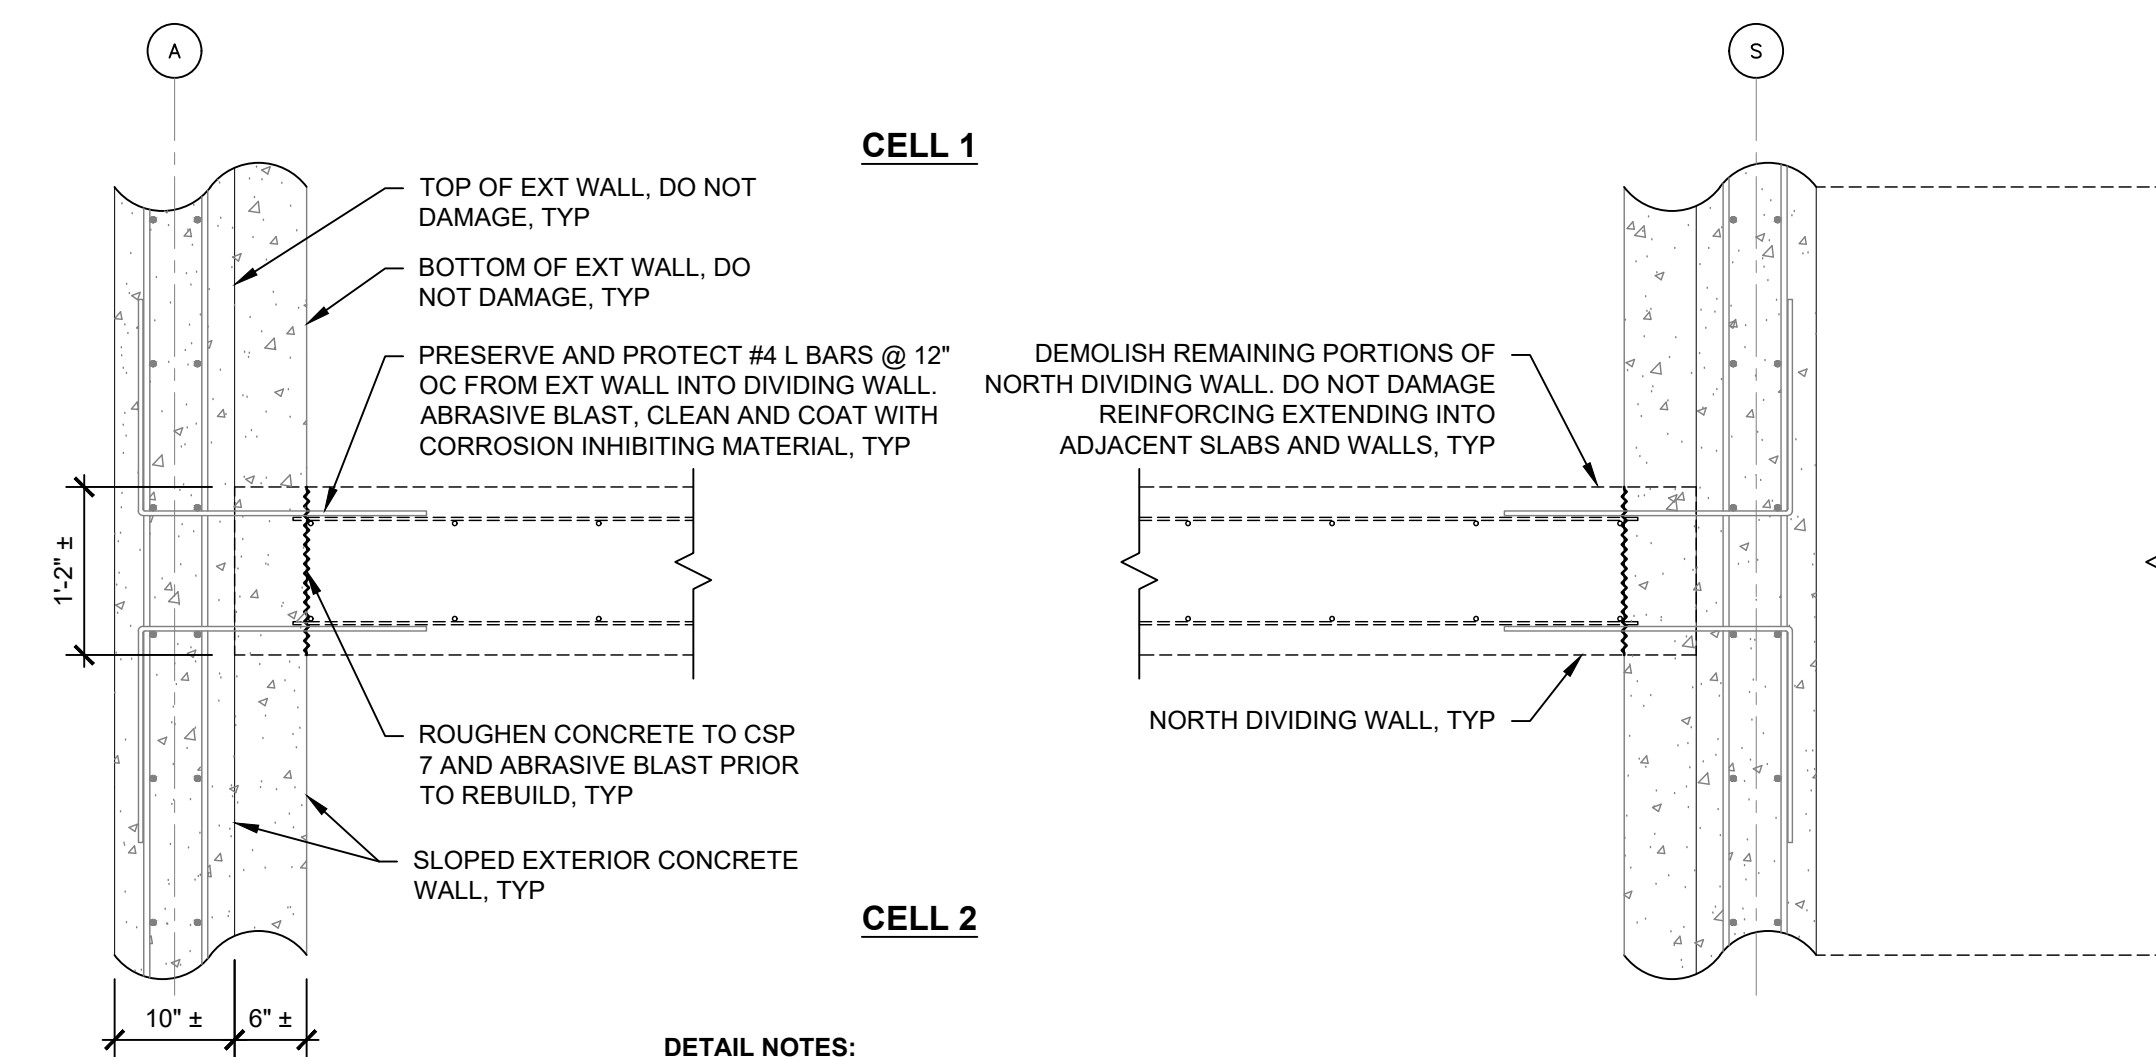 A
S
CELL 1
TOP OF EXT WALL, DO NOT
DAMAGE, TYP
BOTTOM OF EXT WALL, DO
NOT DAMAGE, TYP
PRESERVE AND PROTECT #4 L BARS @ 12"
OC FROM EXT WALL INTO DIVIDING WALL.
ABRASIVE BLAST, CLEAN AND COAT WITH
CORROSION INHIBITING MATERIAL, TYP
DEMOLISH REMAINING PORTIONS OF
NORTH DIVIDING WALL. DO NOT DAMAGE
REINFORCING EXTENDING INTO
ADJACENT SLABS AND WALLS, TYP
1'-2" ±
NORTH DIVIDING WALL, TYP
ROUGHEN CONCRETE TO CSP
7 AND ABRASIVE BLAST PRIOR
TO REBUILD, TYP
SLOPED EXTERIOR CONCRETE
WALL, TYP
CELL 2
10" ±
6" ±
DETAIL NOTES: